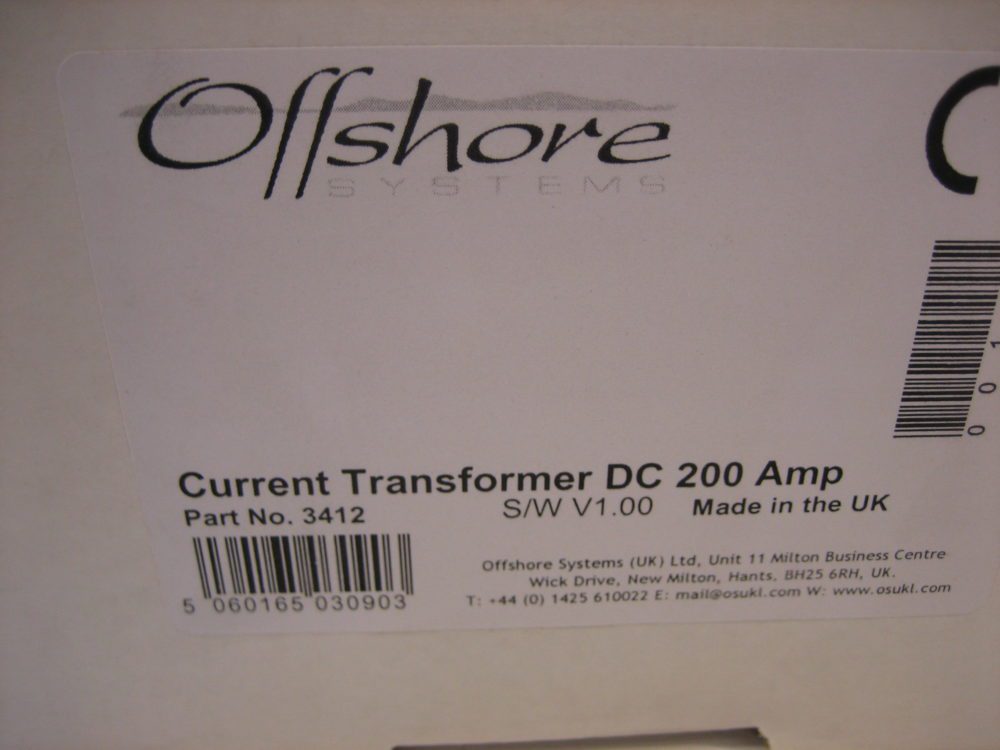 Offshore
SYSTEMS
C
001
Current Transformer DC 200 Amp
Part No. 3412
S/W V1.00
Made in the UK
5 060165 030903
Offshore Systems (UK) Ltd, Unit 11 Milton Business Centre
Wick Drive, New Milton, Hants. BH25 6RH, UK.
T: +44 (0) 1425 610022 E: mail@osukl.com W: www.osukl.com